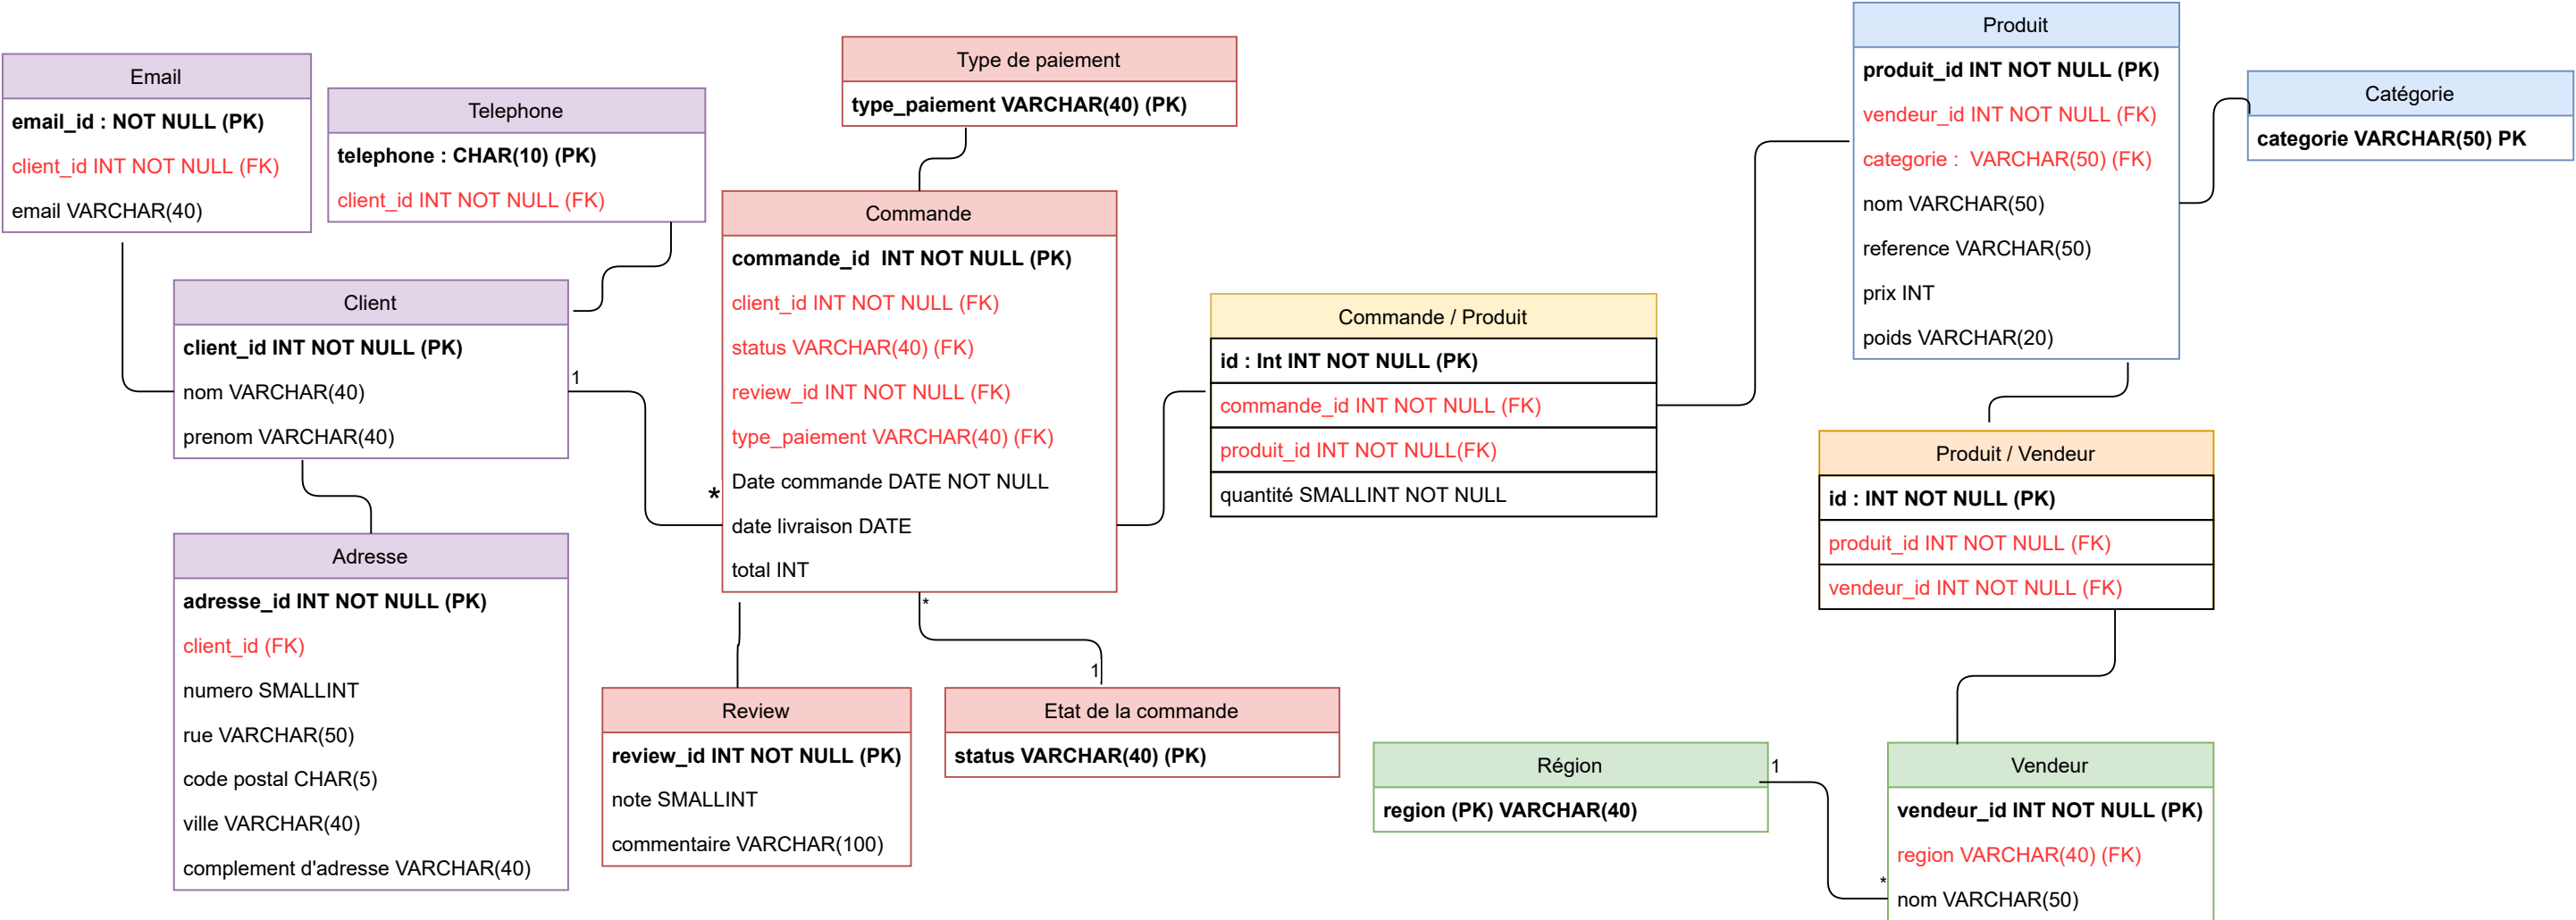 Email
email_id : NOT NULL (PK)
client_id INT NOT NULL (FK)
email VARCHAR(40)
Telephone
telephone : CHAR(10) (PK)
client_id INT NOT NULL (FK)
Client
client_id INT NOT NULL (PK)
nom VARCHAR(40)
prenom VARCHAR(40)
Adresse
adresse_id INT NOT NULL (PK)
client_id (FK)
numero SMALLINT
rue VARCHAR(50)
code postal CHAR(5)
ville VARCHAR(40)
complement d'adresse VARCHAR(40)
Type de paiement
type_paiement VARCHAR(40) (PK)
1
*
Commande
commande_id  INT NOT NULL (PK)
client_id INT NOT NULL (FK)
status VARCHAR(40) (FK)
review_id INT NOT NULL (FK)
type_paiement VARCHAR(40) (FK)
Date commande DATE NOT NULL
date livraison DATE
total INT
*
1
Review
review_id INT NOT NULL (PK)
note SMALLINT
commentaire VARCHAR(100)
Etat de la commande
status VARCHAR(40) (PK)
Commande / Produit
id : Int INT NOT NULL (PK)
commande_id INT NOT NULL (FK)
produit_id INT NOT NULL(FK)
quantité SMALLINT NOT NULL
Produit
produit_id INT NOT NULL (PK)
vendeur_id INT NOT NULL (FK)
categorie :  VARCHAR(50) (FK)
nom VARCHAR(50)
reference VARCHAR(50)
prix INT
poids VARCHAR(20)
Catégorie
categorie VARCHAR(50) PK
Produit / Vendeur
id : INT NOT NULL (PK)
produit_id INT NOT NULL (FK)
vendeur_id INT NOT NULL (FK)
Région
region (PK) VARCHAR(40)
1
*
Vendeur
vendeur_id INT NOT NULL (PK)
region VARCHAR(40) (FK)
nom VARCHAR(50)